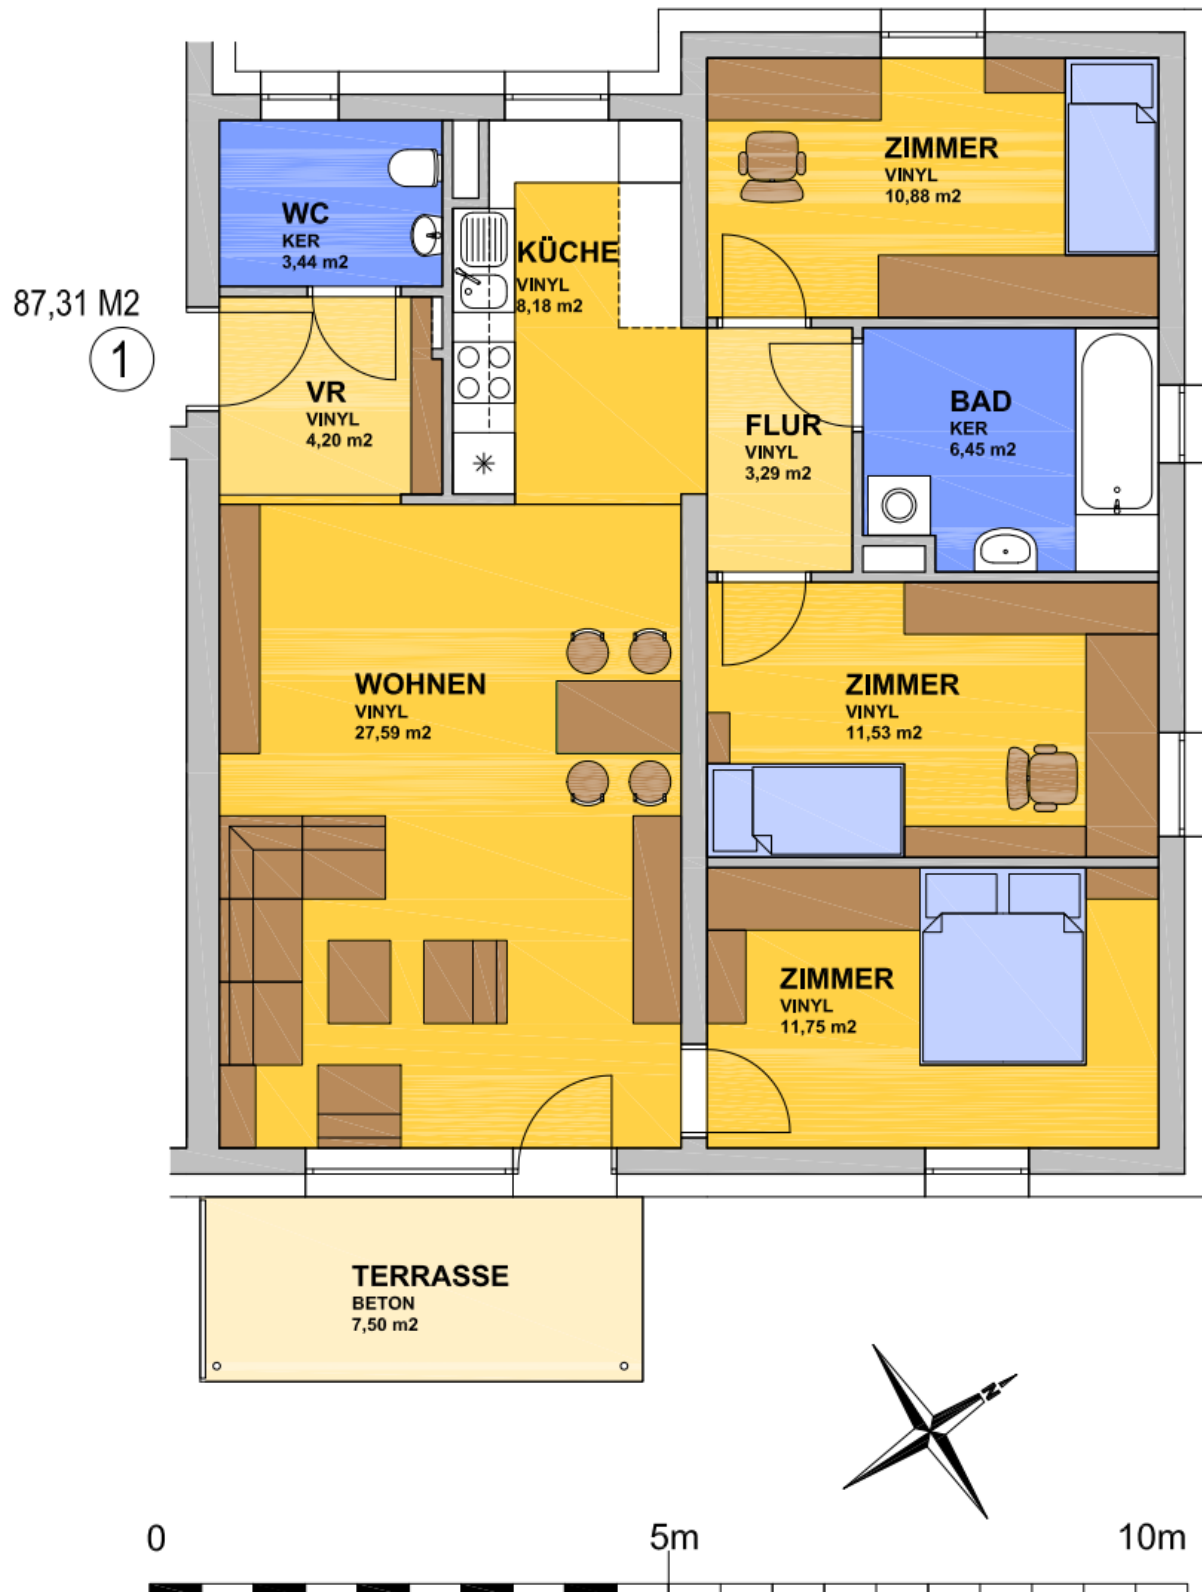 ZIMMER
VINYL
10,88 m2
WC
KER
3,44 m2
KÜCHE
VINYL
8,18 m2
87,31 M2
1
VR
VINYL
4,20 m2
FLUR
VINYL
3,29 m2
BAD
KER
6,45 m2
WOHNEN
VINYL
27,59 m2
ZIMMER
VINYL
11,53 m2
ZIMMER
VINYL
11,75 m2
TERRASSE
BETON
7,50 m2
N
0 5m 10m